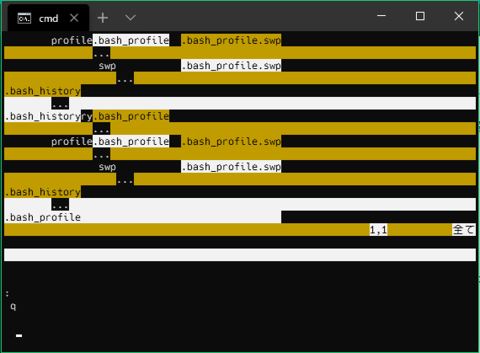 cmd
profile.bash_profile .bash_profile.swp
...
swp .bash_profile.swp
...
.bash_history
...
.bash_historyry.bash_profile
...
profile.bash_profile .bash_profile.swp
...
swp .bash_profile.swp
...
.bash_history
...
.bash_profile
1,1 全て
:
q